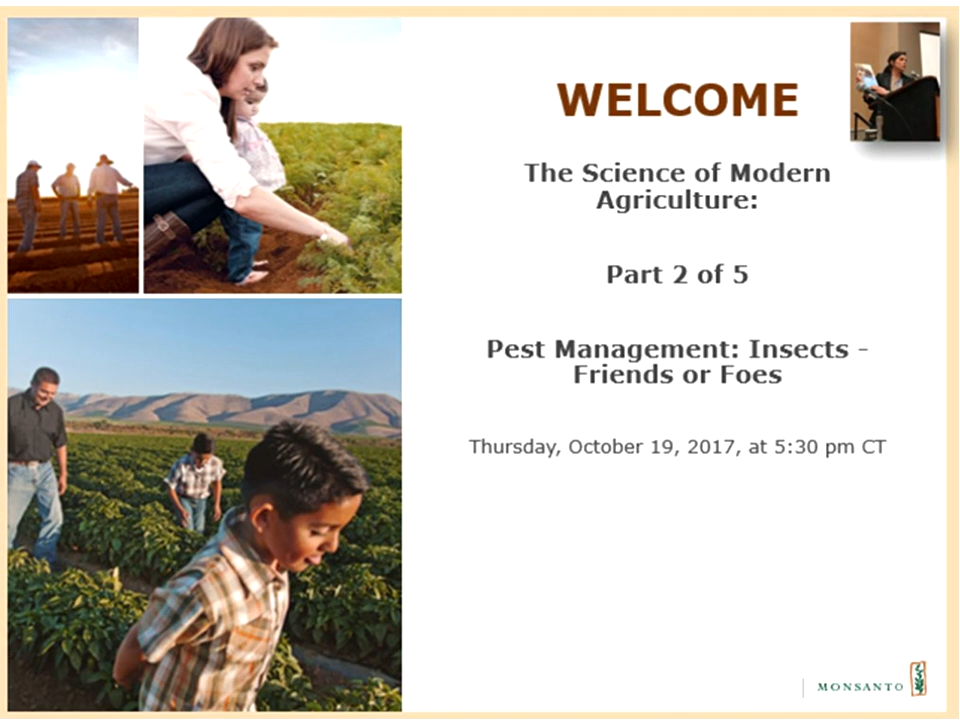 WELCOME
The Science of Modern
Agriculture:
Part 2 of 5
Pest Management: Insects -
Friends or Foes
Thursday, October 19, 2017, at 5:30 pm CT
MONSANTO